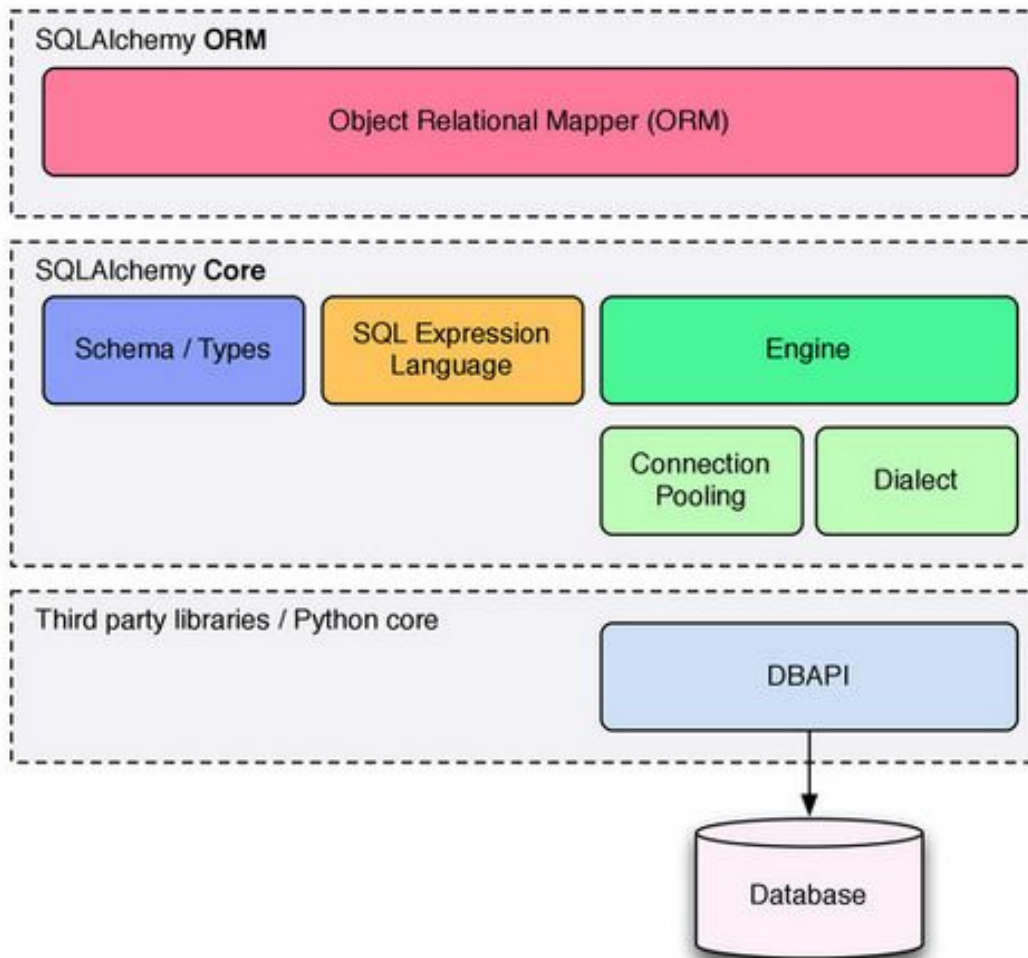 SQLAlchemy ORM
Object Relational Mapper (ORM)
SQLAlchemy Core
Schema / Types
SQL Expression
Language
Engine
Connection
Pooling
Dialect
Third party libraries / Python core
DBAPI
Database